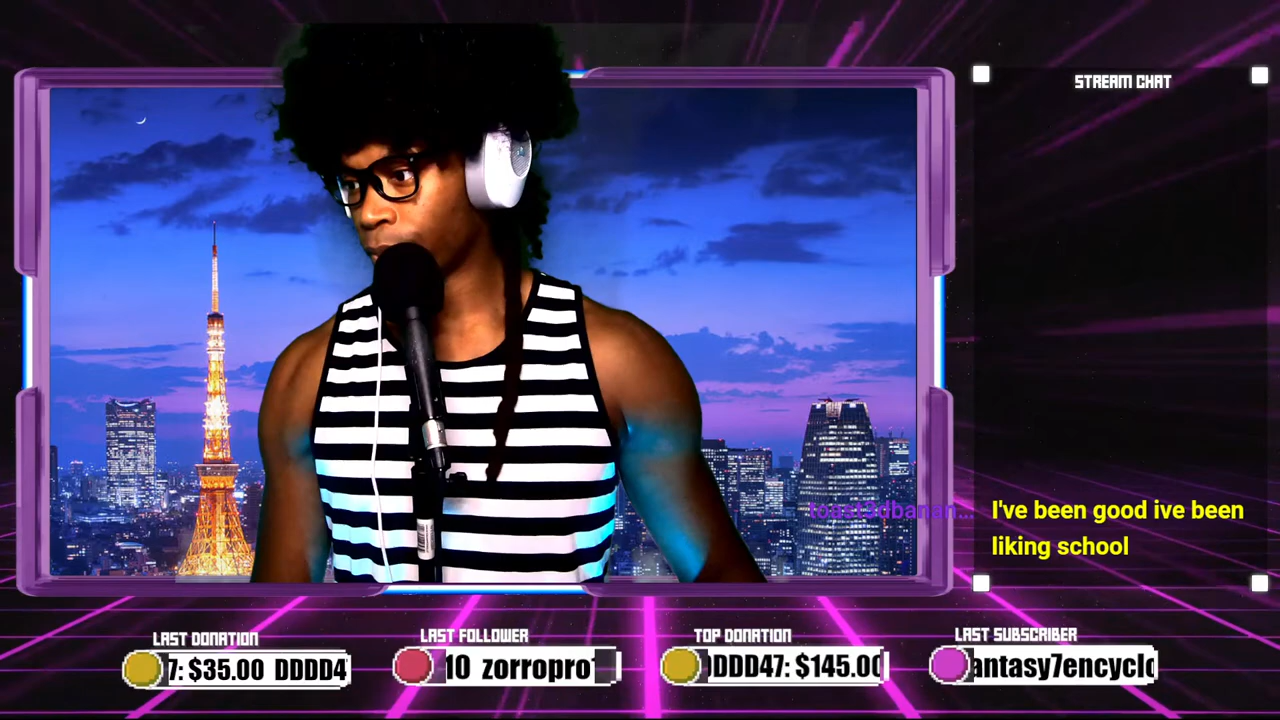 STREAM CHAT
I've been good ive been
liking school
LAST DONATION
7: $35.00 DDDD4
LAST FOLLOWER
10 zorropro
TOP DONATION
DDD47: $145.00
LAST SUBSCRIBER
antasy7encyclo